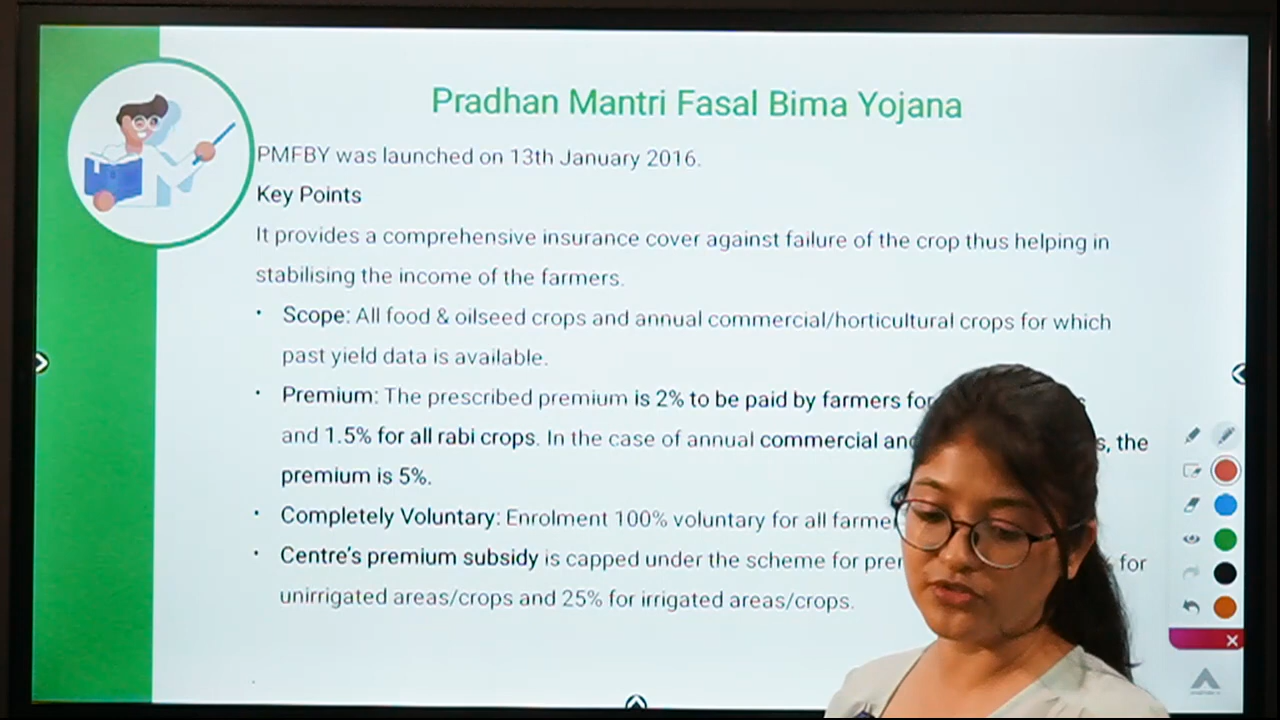 Pradhan Mantri Fasal Bima Yojana
PMFBY was launched on 13th January 2016.
Key Points
It provides a comprehensive insurance cover against failure of the crop thus helping in
stabilising the income of the farmers.
• Scope: All food & oilseed crops and annual commercial/horticultural crops for which
past yield data is available.
• Premium: The prescribed premium is 2% to be paid by farmers for
and 1.5% for all rabi crops. In the case of annual commercial and s, the
premium is 5%.
• Completely Voluntary: Enrolment 100% voluntary for all
• Centre's premium subsidy is capped under the scheme for for
unirrigated areas/crops and 25% for irrigated areas/crops.